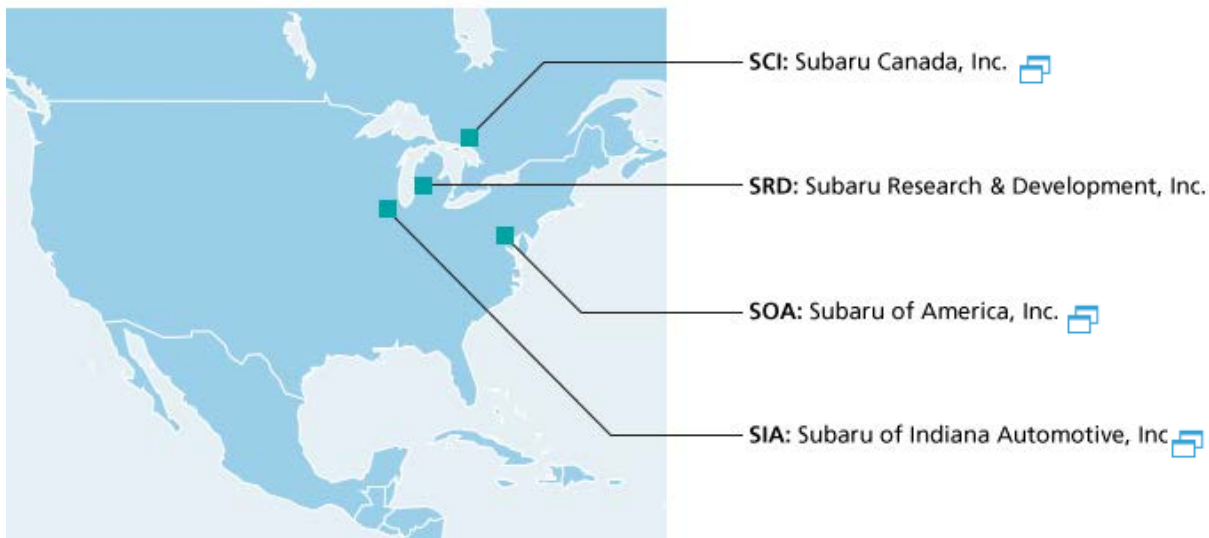 SCI: Subaru Canada, Inc.
SRD: Subaru Research & Development, Inc.
SOA: Subaru of America, Inc.
SIA: Subaru of Indiana Automotive, Inc